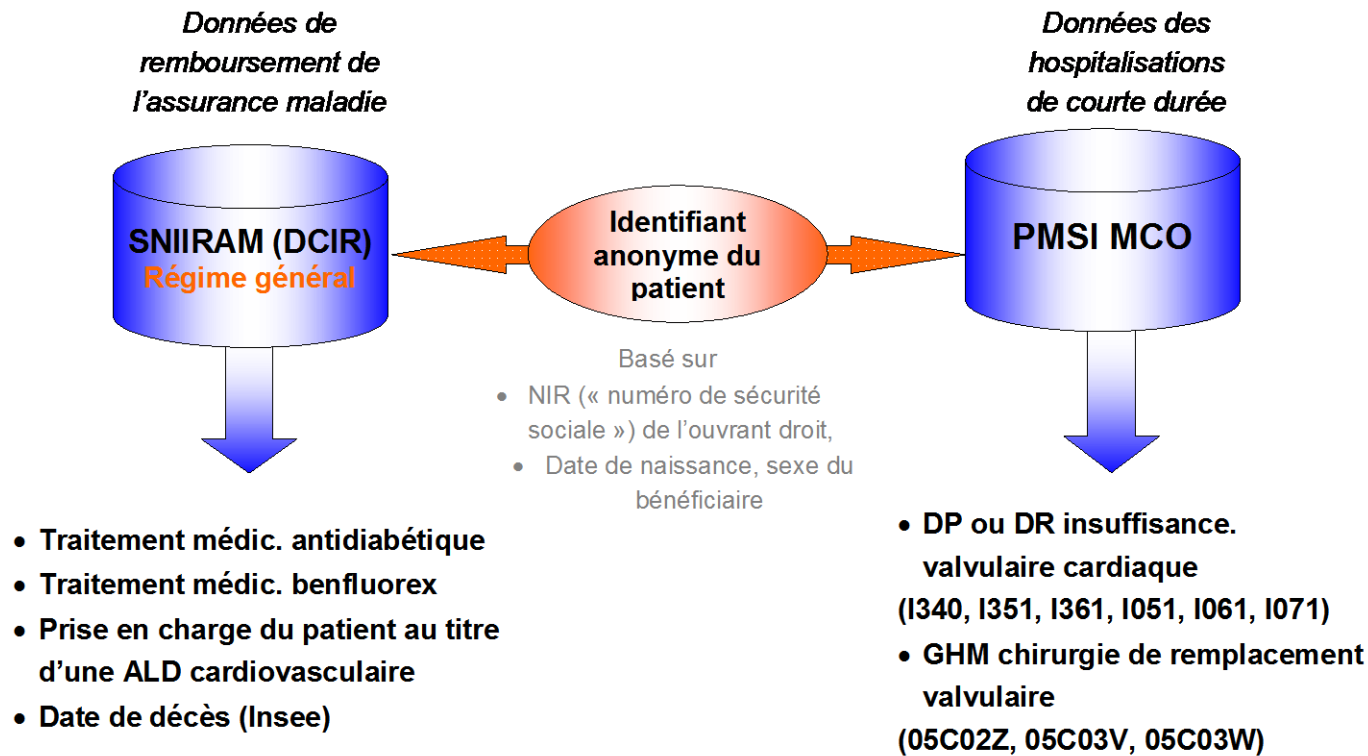 Données de
remboursement de
l'assurance maladie
SNIIRAM (DCIR)
Régime général
• Traitement médic. antidiabétique
• Traitement médic. benfluorex
• Prise en charge du patient au titre
d'une ALD cardiovasculaire
• Date de décès (Insee)
Identifiant
anonyme du
patient
Basé sur
• NIR (« numéro de sécurité
sociale ») de l'ouvrant droit,
• Date de naissance, sexe du
bénéficiaire
Données des
hospitalisations
de courte durée
PMSI MCO
• DP ou DR insuffisance.
valvulaire cardiaque
(I340, I351, I361, I051, I061, I071)
• GHM chirurgie de remplacement
valvulaire
(05C02Z, 05C03V, 05C03W)